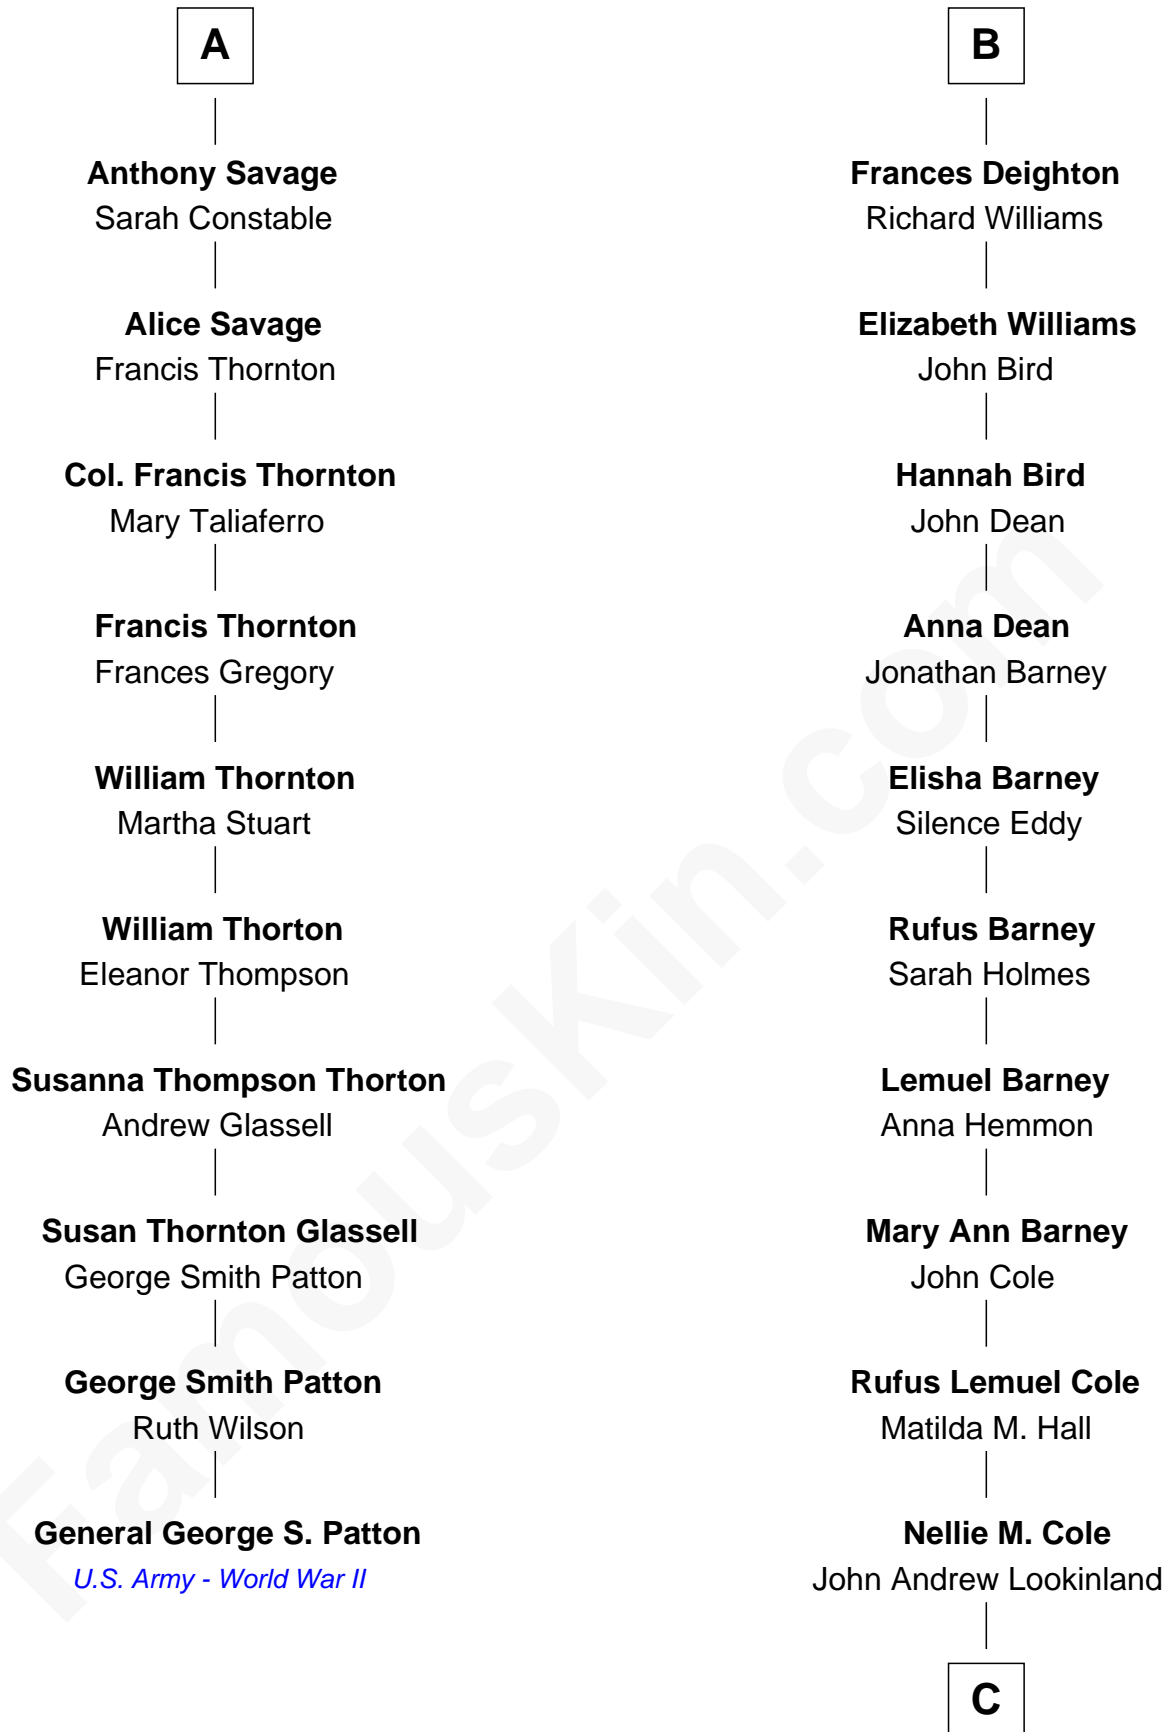 A
Anthony Savage
Sarah Constable
Alice Savage
Francis Thornton
Col. Francis Thornton
Mary Taliaferro
Francis Thornton
Frances Gregory
William Thornton
Martha Stuart
William Thorton
Eleanor Thompson
Susanna Thompson Thorton
Andrew Glassell
Susan Thornton Glassell
George Smith Patton
George Smith Patton
Ruth Wilson
General George S. Patton
U.S. Army - World War II
B
Frances Deighton
Richard Williams
Elizabeth Williams
John Bird
Hannah Bird
John Dean
Anna Dean
Jonathan Barney
Elisha Barney
Silence Eddy
Rufus Barney
Sarah Holmes
Lemuel Barney
Anna Hemmon
Mary Ann Barney
John Cole
Rufus Lemuel Cole
Matilda M. Hall
Nellie M. Cole
John Andrew Lookinland
C
FamousKin.com